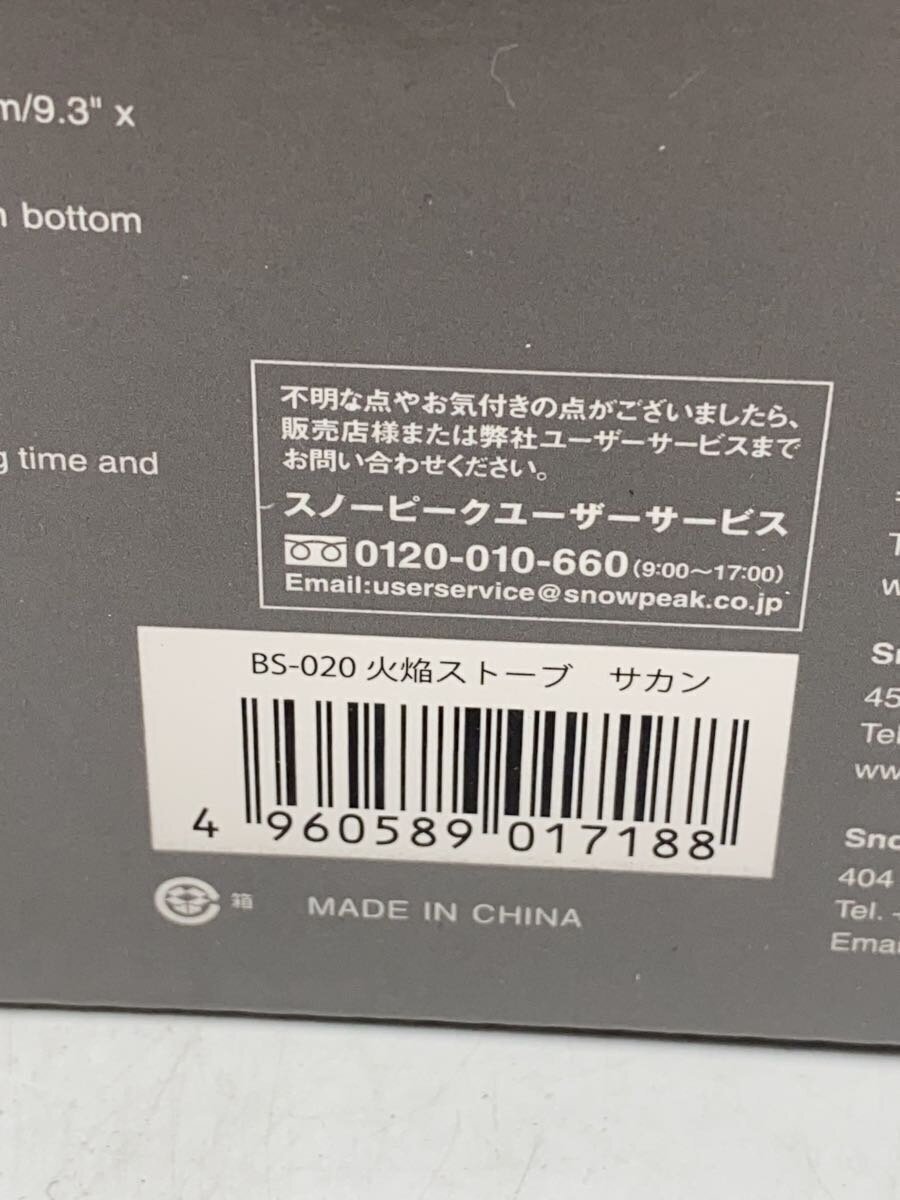 m/9.3" x
bottom
time and
不明な点やお気付きの点がございましたら、
販売店様または弊社ユーザーサービスまで
お問い合わせください。
スノーピークユーザーサービス
0120-010-660(9:00〜17:00)
Email:userservice@snowpeak.co.jp
BS-020 火焔ストーブ　サカン
4 960589 017188
箱
MADE IN CHINA
45
Tel
ww
Sno
404
Tel.
Emai